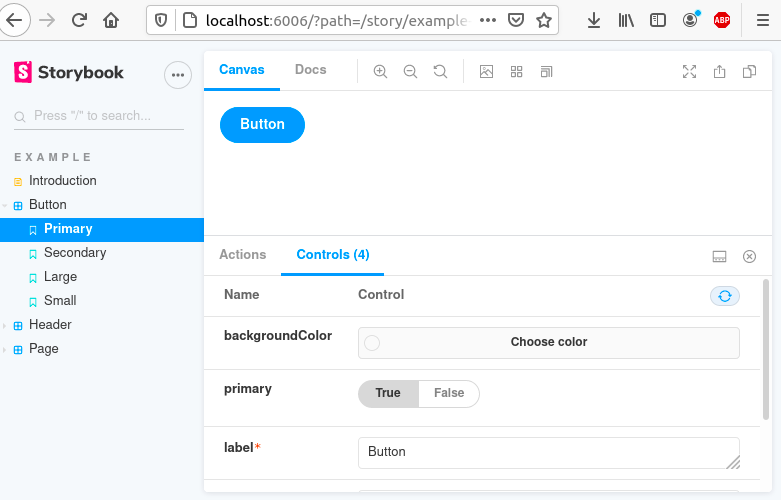 localhost:6006/?path=/story/example-
ABP
Storybook
Press "/" to search...
EXAMPLE
Introduction
Button
Primary
Secondary
Large
Small
Header
Page
Canvas
Docs
Button
Actions
Controls (4)
Name Control
backgroundColor Choose color
primary True False
label* Button